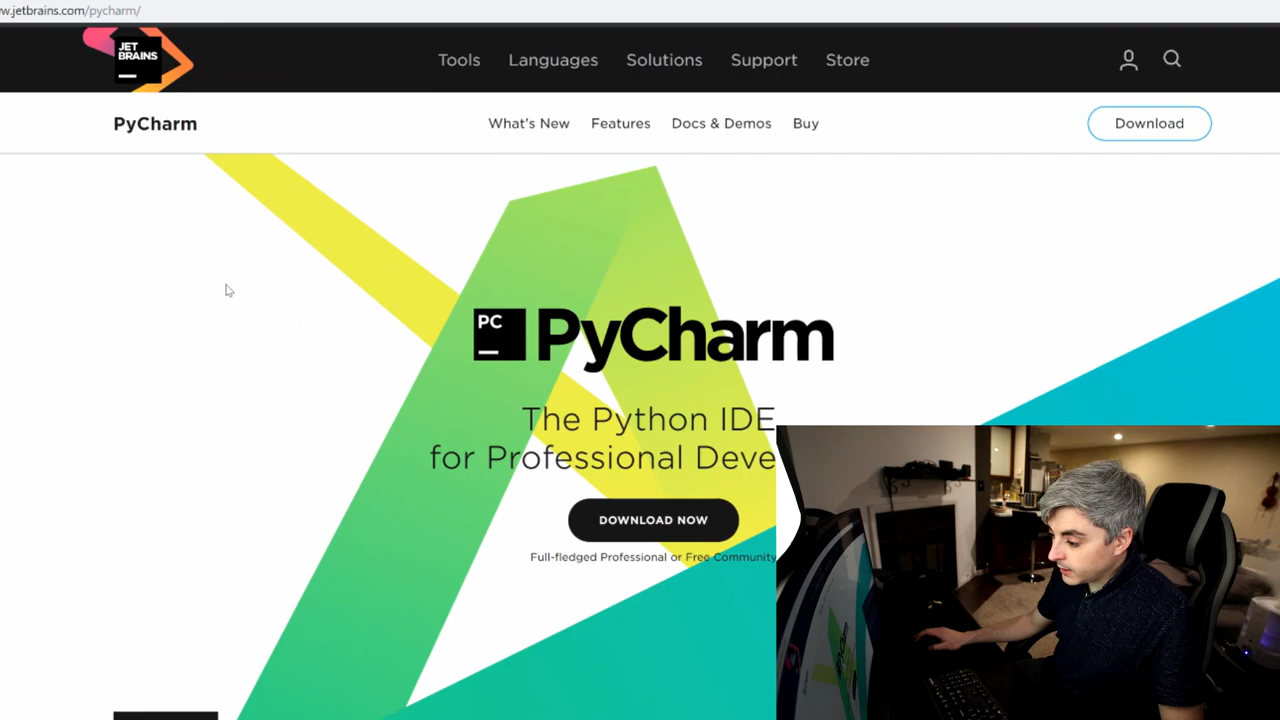 w.jetbrains.com/pycharm/
JET
BRAINS
Tools Languages Solutions Support Store
PyCharm What's New Features Docs & Demos Buy Download
PC PyCharm
The Python IDE
for Professional Deve
DOWNLOAD NOW
Full-fledged Professional or Free Community